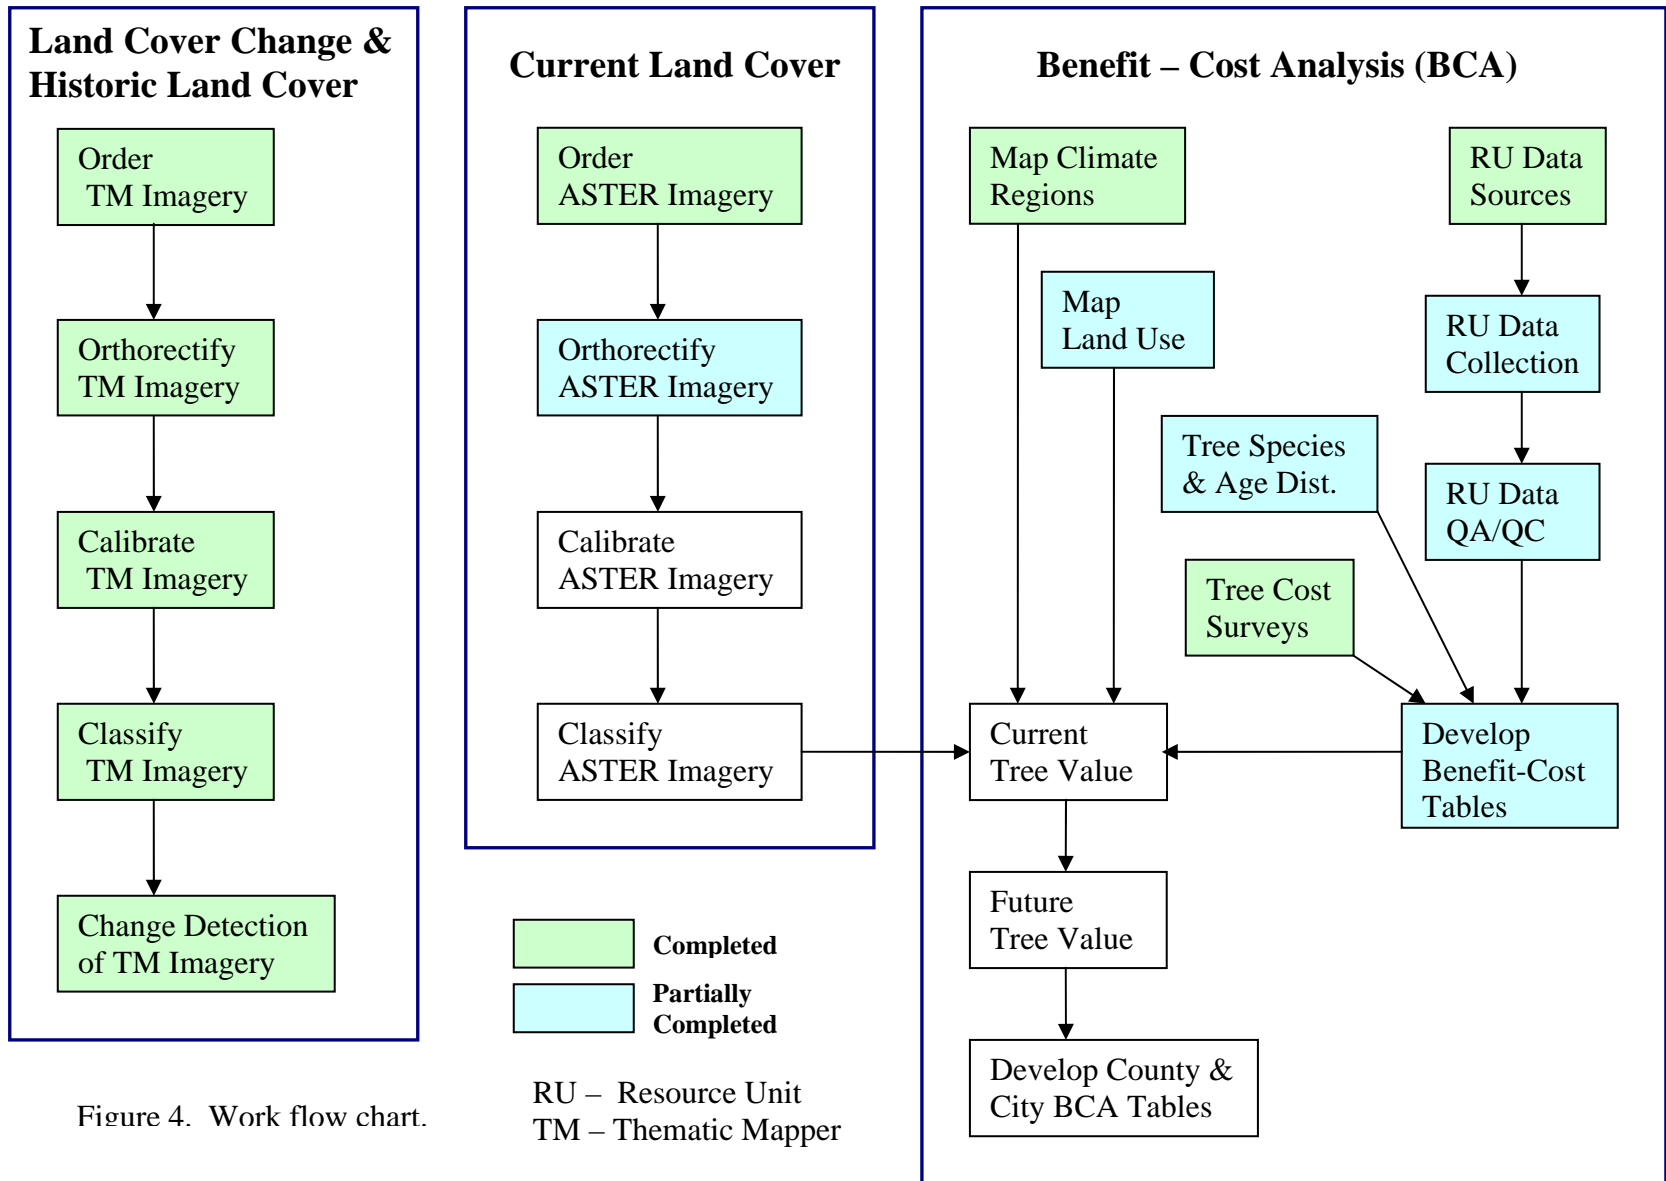 Land Cover Change &
Historic Land Cover
Order
TM Imagery
Orthorectify
TM Imagery
Calibrate
TM Imagery
Classify
TM Imagery
Change Detection
of TM Imagery
Current Land Cover
Order
ASTER Imagery
Orthorectify
ASTER Imagery
Calibrate
ASTER Imagery
Classify
ASTER Imagery
Benefit – Cost Analysis (BCA)
Map Climate
Regions
RU Data
Sources
Map
Land Use
RU Data
Collection
Tree Species
& Age Dist.
RU Data
QA/QC
Tree Cost
Surveys
Current
Tree Value
Develop
Benefit-Cost
Tables
Future
Tree Value
Develop County &
City BCA Tables
Completed
Partially
Completed
RU – Resource Unit
TM – Thematic Mapper
Figure 4. Work flow chart.